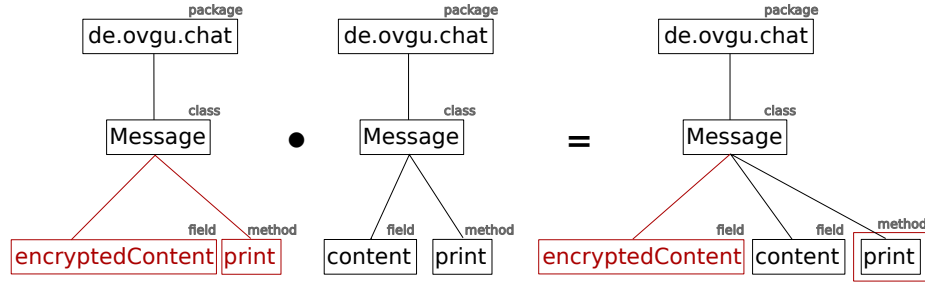 package package package
de.ovgu.chat de.ovgu.chat de.ovgu.chat
class class class
Message • Message = Message
field method field method field field method
encryptedContent print content print encryptedContent content print